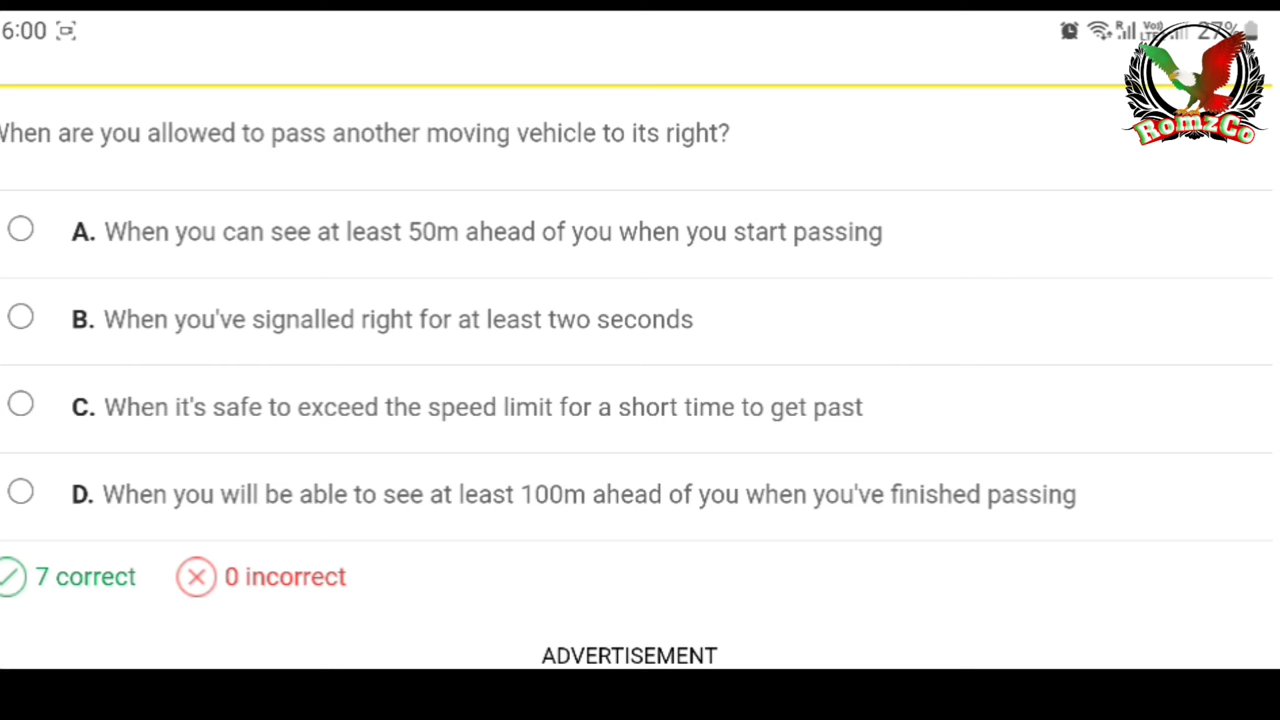 6:00
27%
RomzCo
When are you allowed to pass another moving vehicle to its right?
A. When you can see at least 50m ahead of you when you start passing
B. When you've signalled right for at least two seconds
C. When it's safe to exceed the speed limit for a short time to get past
D. When you will be able to see at least 100m ahead of you when you've finished passing
7 correct 0 incorrect
ADVERTISEMENT